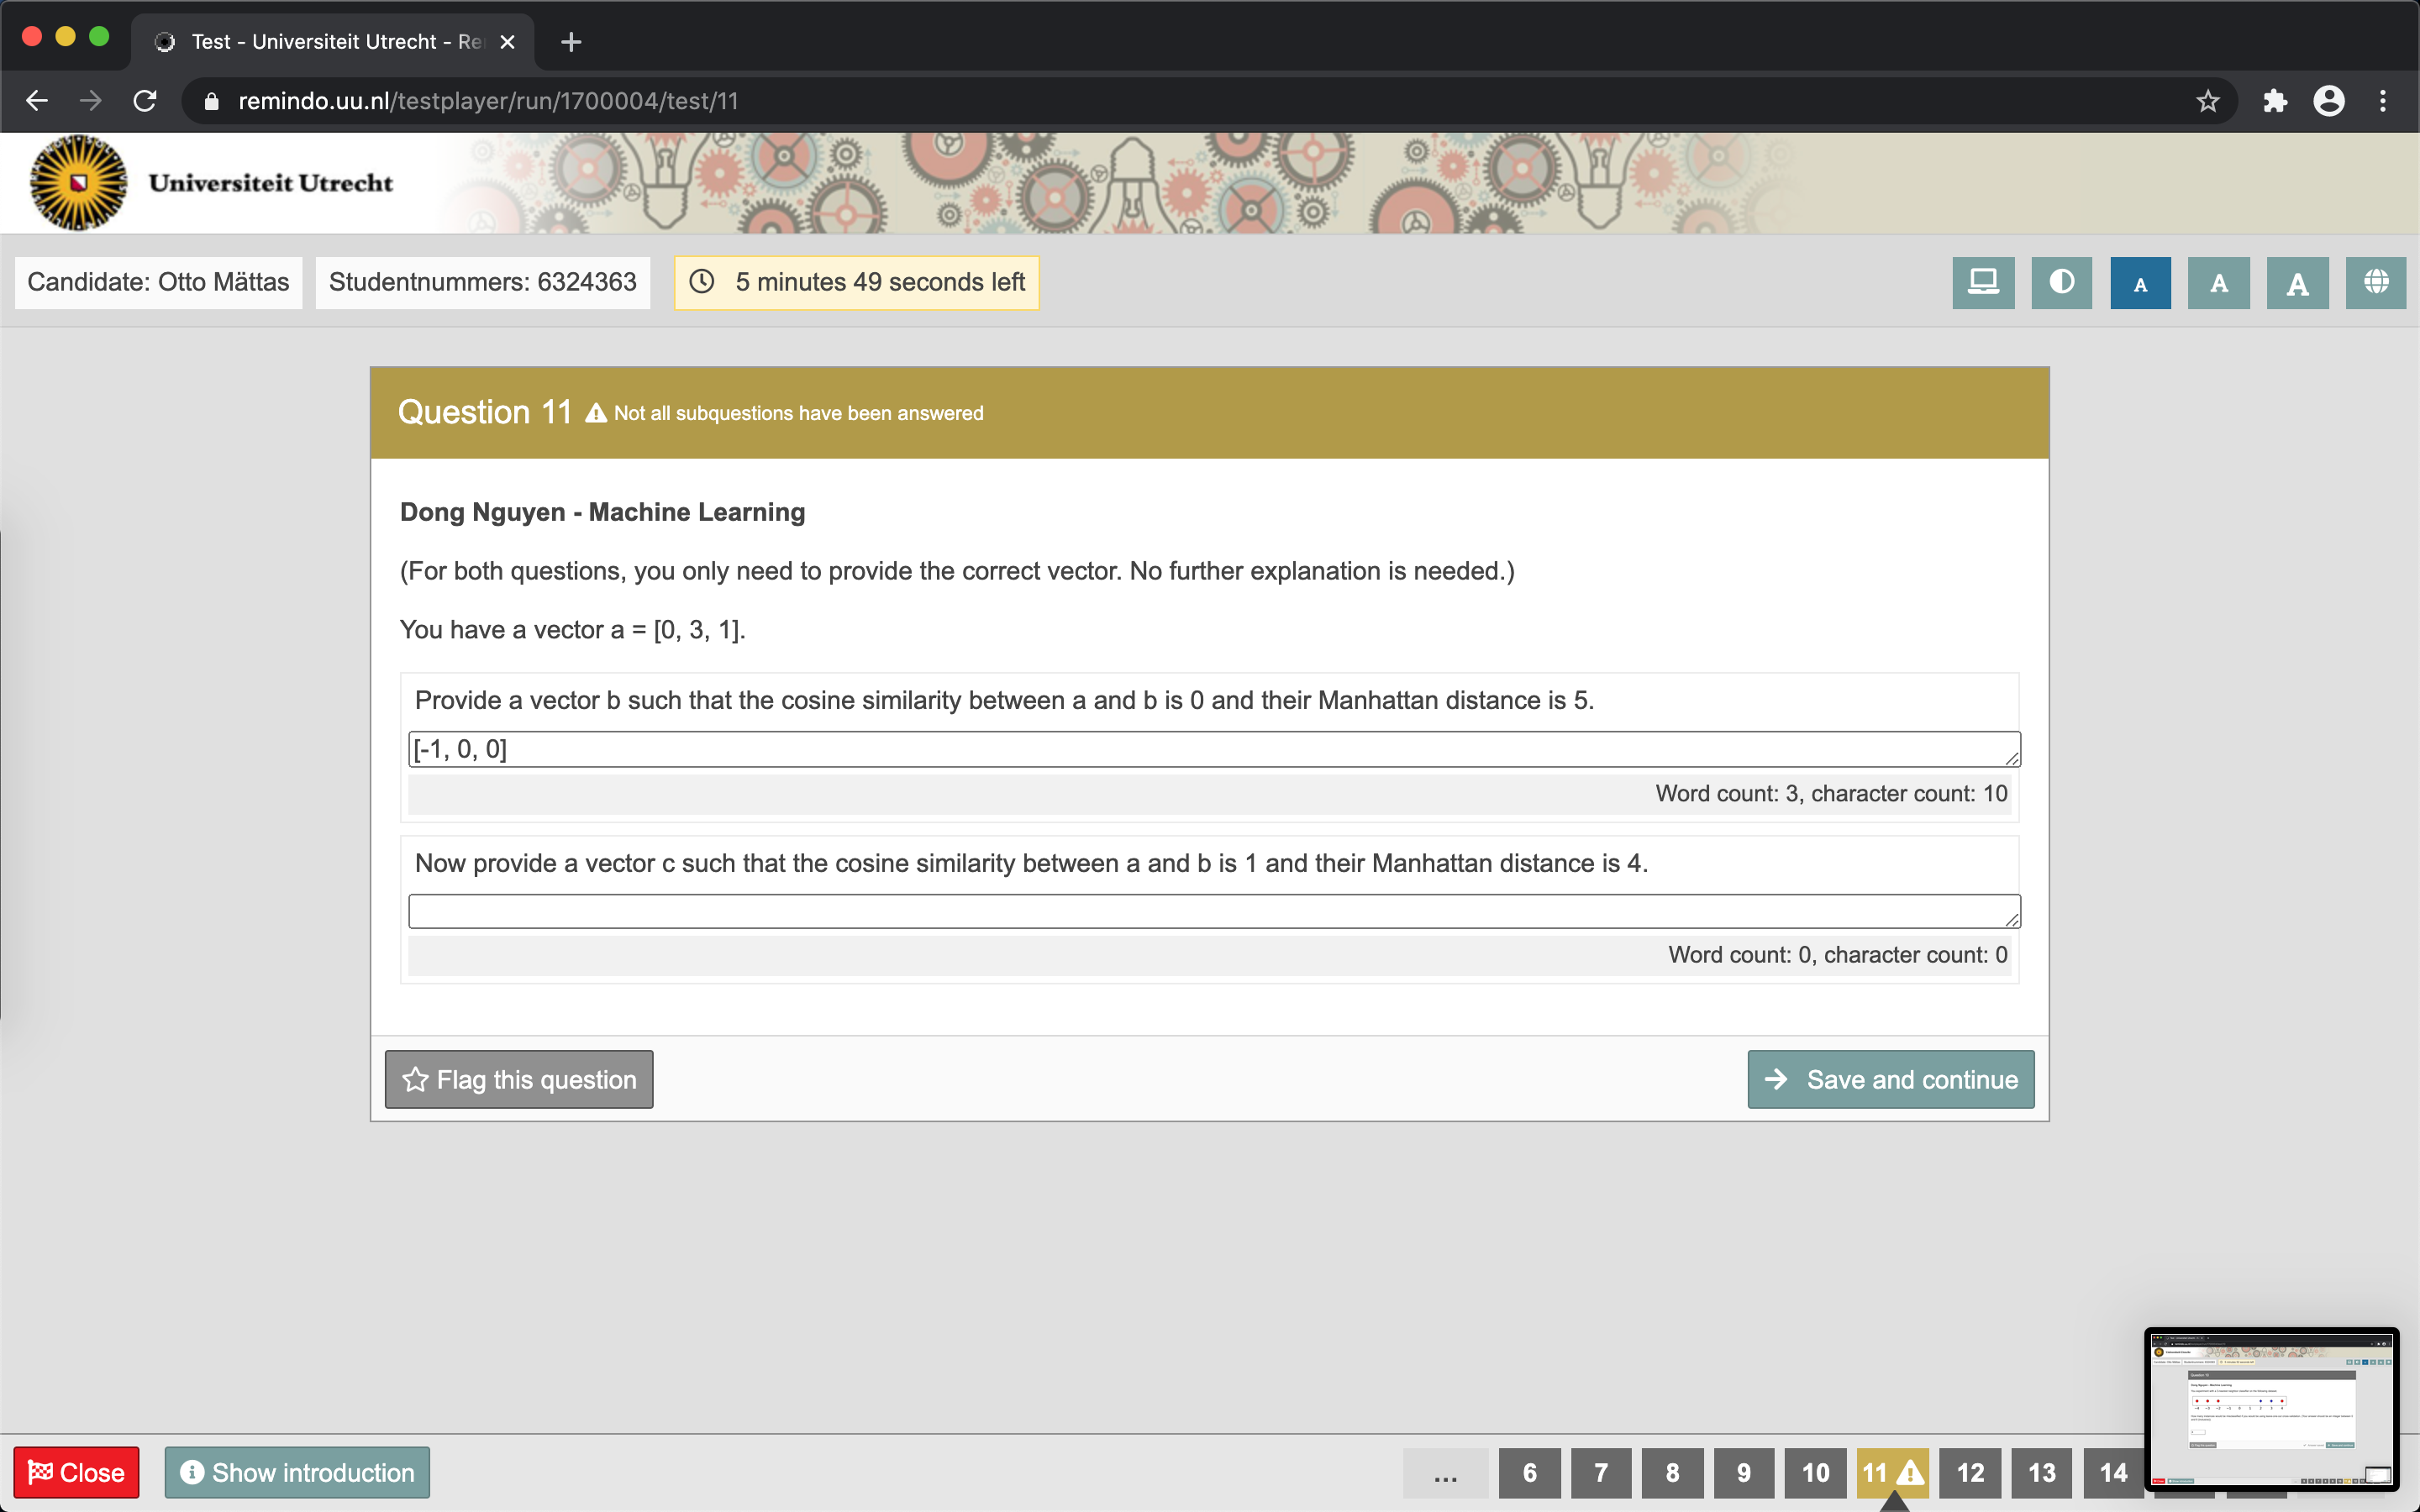 Test - Universiteit Utrecht - Re
remindo.uu.nl/testplayer/run/1700004/test/11
Universiteit Utrecht
Candidate: Otto Mättas
Studentnummers: 6324363
5 minutes 49 seconds left
A
A
A
Question 11 Not all subquestions have been answered
Dong Nguyen - Machine Learning
(For both questions, you only need to provide the correct vector. No further explanation is needed.)
You have a vector a = [0, 3, 1].
Provide a vector b such that the cosine similarity between a and b is 0 and their Manhattan distance is 5.
[-1, 0, 0]
Word count: 3, character count: 10
Now provide a vector c such that the cosine similarity between a and b is 1 and their Manhattan distance is 4.
Word count: 0, character count: 0
Flag this question
Save and continue
Close
Show introduction
... 6 7 8 9 10 11 12 13 14